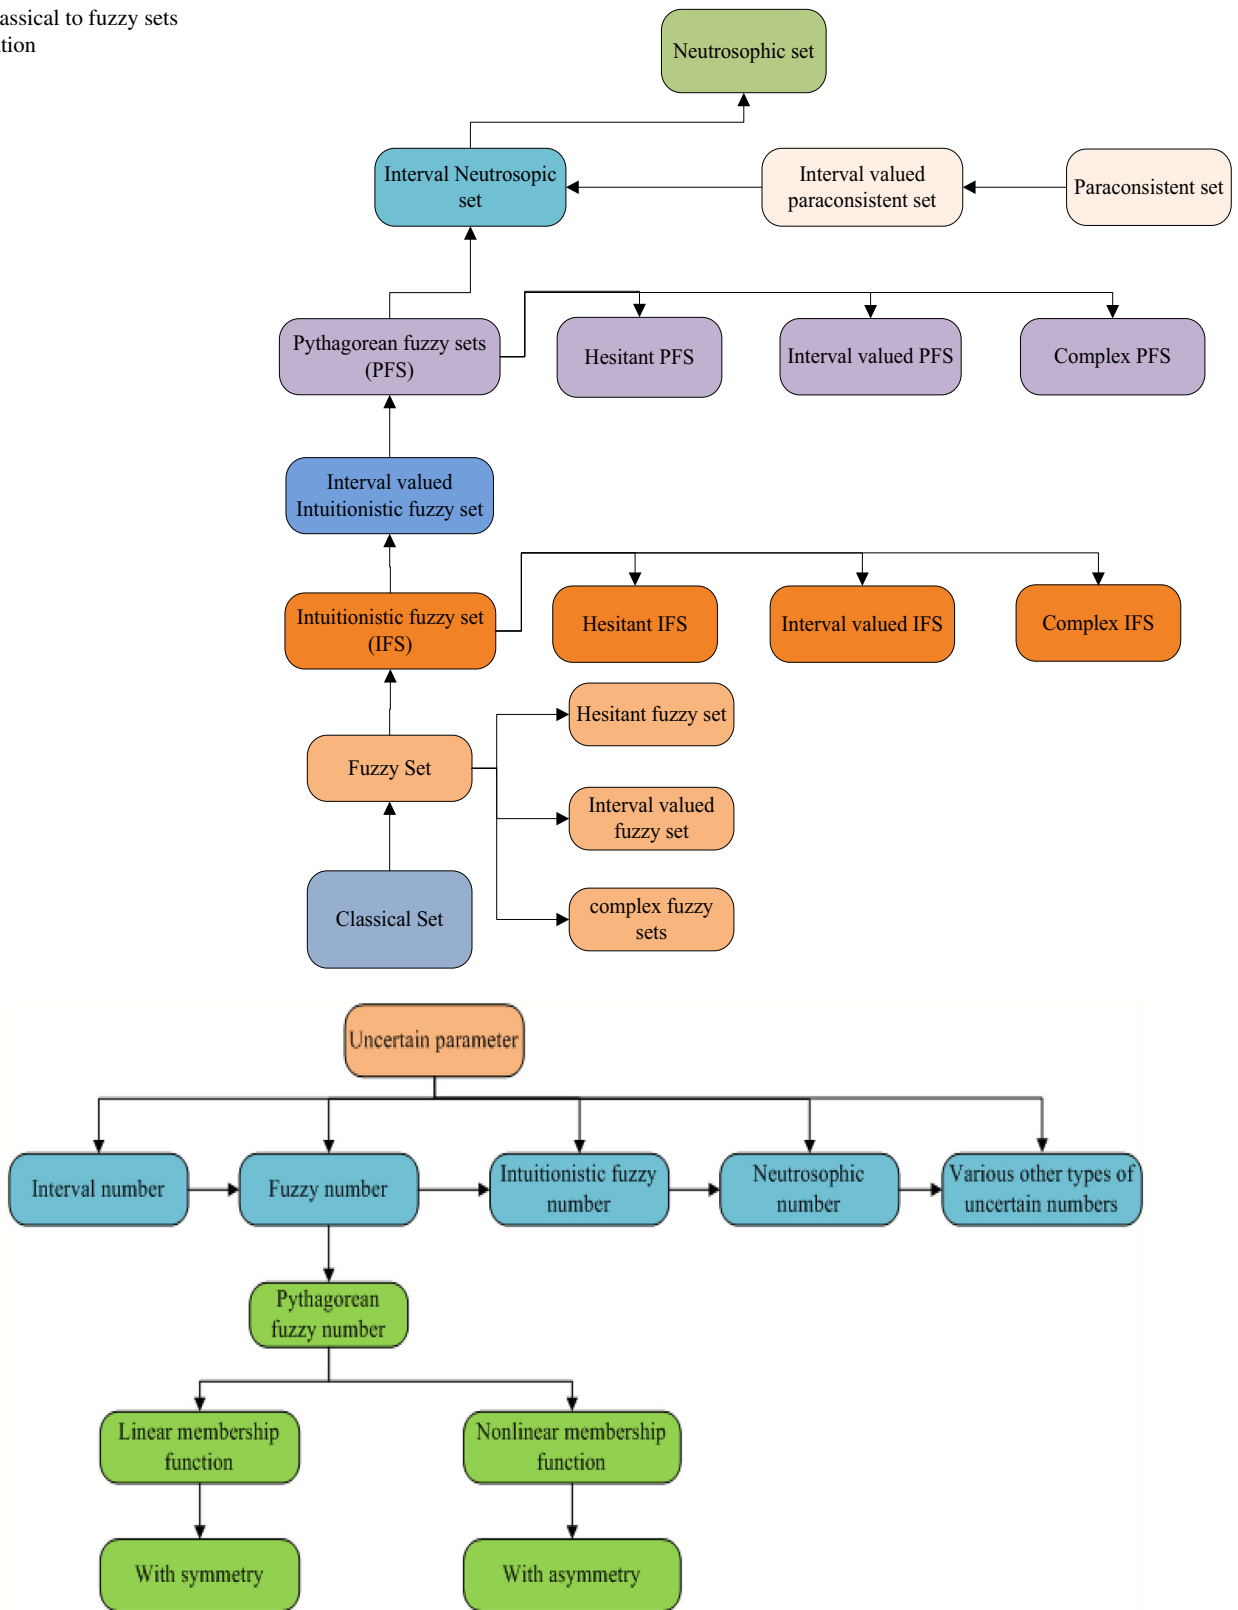 assical to fuzzy sets
tion
Neutrosophic set
Interval Neutrosopic
set
Interval valued
paraconsistent set
Paraconsistent set
Pythagorean fuzzy sets
(PFS)
Hesitant PFS
Interval valued PFS
Complex PFS
Interval valued
Intuitionistic fuzzy set
Intuitionistic fuzzy set
(IFS)
Hesitant IFS
Interval valued IFS
Complex IFS
Hesitant fuzzy set
Fuzzy Set
Interval valued
fuzzy set
Classical Set
complex fuzzy
sets
Uncertain parameter
Interval number
Fuzzy number
Intuitionistic fuzzy
number
Neutrosophic
number
Various other types of
uncertain numbers
Pythagorean
fuzzy number
Linear membership
function
Nonlinear membership
function
With symmetry
With asymmetry